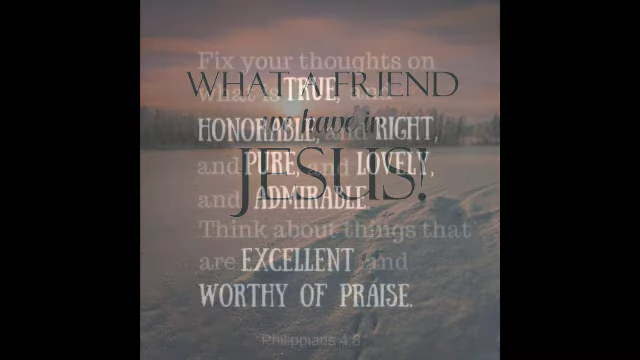 Fix your thoughts on
what is TRUE, and
HONORABLE, and RIGHT,
and PURE, and LOVELY,
and ADMIRABLE.
Think about things that
are EXCELLENT and
WORTHY OF PRAISE.
Philippians 4:8
WHAT A FRIEND
we have in
JESUS!